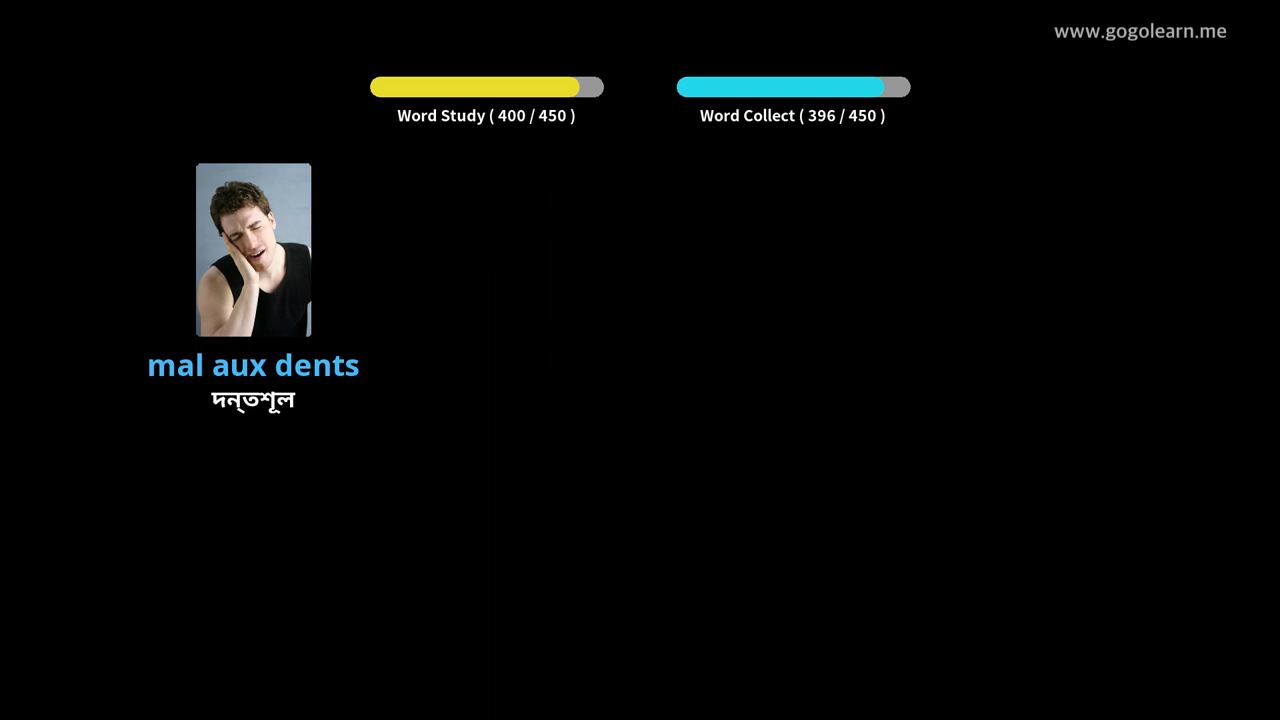 www.gogolearn.me
Word Study ( 400 / 450 )
Word Collect ( 396 / 450 )
mal aux dents
দন্তশূল